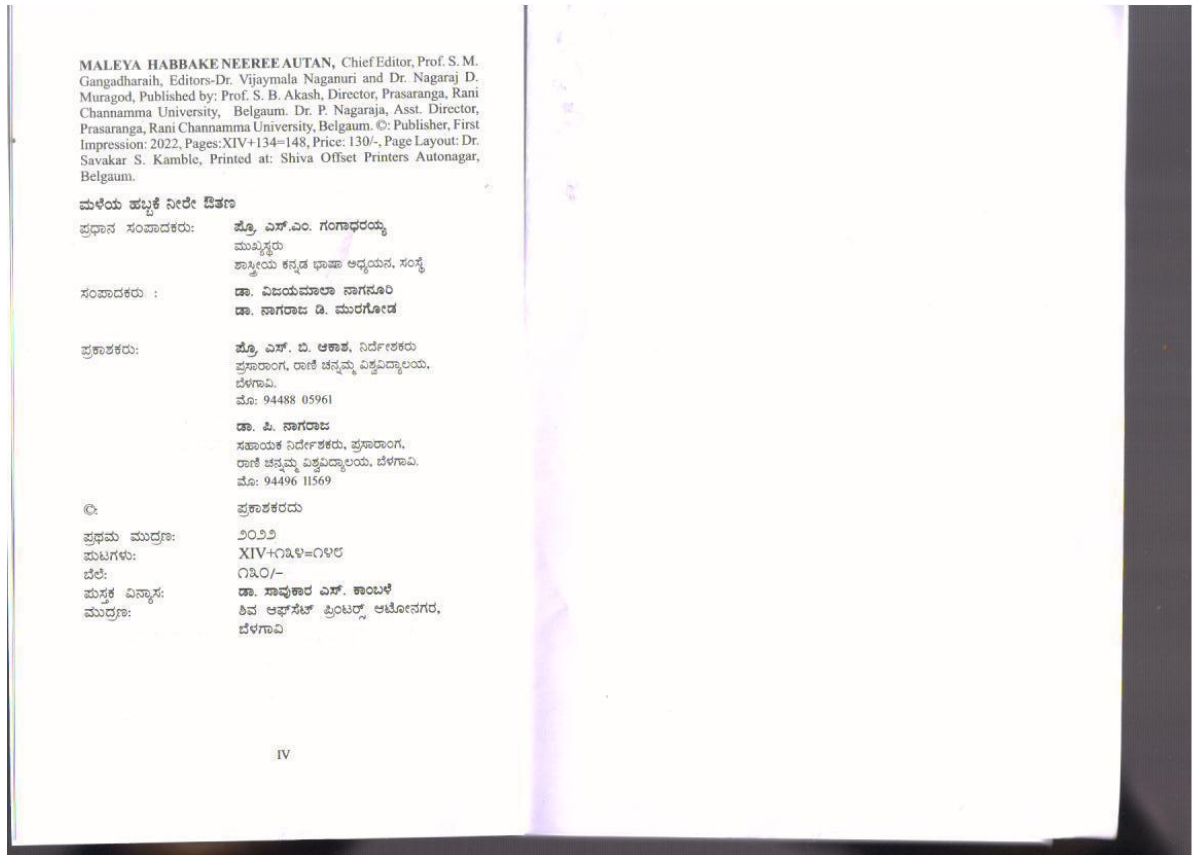 MALEYA HABBAKE NEEREE AUTAN, Chief Editor, Prof. S. M.
Gangadharaih, Editors-Dr. Vijaymala Naganuri and Dr. Nagaraj D.
Muragod, Published by: Prof. S. B. Akash, Director, Prasaranga, Rani
Channamma University, Belgaum. Dr. P. Nagaraja, Asst. Director,
Prasaranga, Rani Channamma University, Belgaum. ©: Publisher, First
Impression: 2022, Pages:XIV+134=148, Price: 130/-, Page Layout: Dr.
Savakar S. Kamble, Printed at: Shiva Offset Printers Autonagar,
Belgaum.
ಮಳೆಯ ಹಬ್ಬಕೆ ನೀರೇ ಔತಣ
ಪ್ರಧಾನ ಸಂಪಾದಕರು: ಪ್ರೊ. ಎಸ್.ಎಂ. ಗಂಗಾಧರಯ್ಯ
ಮುಖ್ಯಸ್ಥರು
ಶಾಸ್ತ್ರೀಯ ಕನ್ನಡ ಭಾಷಾ ಅಧ್ಯಯನ, ಸಂಸ್ಥೆ
ಸಂಪಾದಕರು : ಡಾ. ವಿಜಯಮಾಲಾ ನಾಗನೂರಿ
ಡಾ. ನಾಗರಾಜ ಡಿ. ಮುರಗೋಡ
ಪ್ರಕಾಶಕರು: ಪ್ರೊ. ಎಸ್. ಬಿ. ಆಕಾಶ, ನಿರ್ದೇಶಕರು
ಪ್ರಸಾರಾಂಗ, ರಾಣಿ ಚನ್ನಮ್ಮ ವಿಶ್ವವಿದ್ಯಾಲಯ,
ಬೆಳಗಾವಿ.
ಮೊ: 94488 05961
ಡಾ. ಪಿ. ನಾಗರಾಜ
ಸಹಾಯಕ ನಿರ್ದೇಶಕರು, ಪ್ರಸಾರಾಂಗ,
ರಾಣಿ ಚನ್ನಮ್ಮ ವಿಶ್ವವಿದ್ಯಾಲಯ, ಬೆಳಗಾವಿ.
ಮೊ: 94496 11569
©: ಪ್ರಕಾಶಕರದು
ಪ್ರಥಮ ಮುದ್ರಣ: ೨೦೨೨
ಪುಟಗಳು: XIV+೧೩೪=೧೪೮
ಬೆಲೆ: ೧೩೦/-
ಪುಸ್ತಕ ವಿನ್ಯಾಸ: ಡಾ. ಸಾವುಕಾರ ಎಸ್. ಕಾಂಬಳೆ
ಮುದ್ರಣ: ಶಿವ ಆಫ್‌ಸೆಟ್ ಪ್ರಿಂಟರ್ಸ್ ಆಟೋನಗರ,
ಬೆಳಗಾವಿ
IV